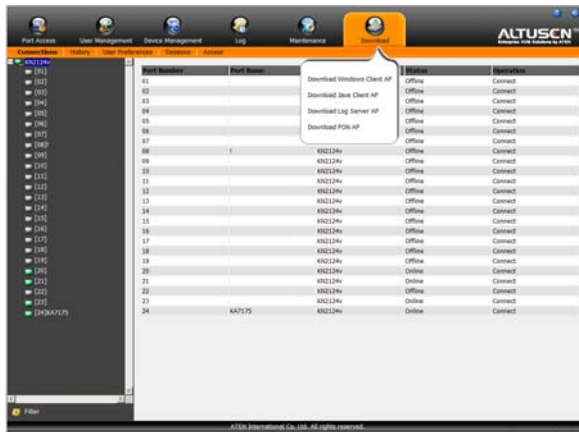 Port Access User Management Device Management Log Maintenance Download
ALTUSCN™
Enterprise PON Solutions by ATEN
Connections History User Preferences Sessions Access
KN2124v
[01]
[02]
[03]
[04]
[05]
[06]
[07]
[08]!
[09]
[10]
[11]
[12]
[13]
[14]
[15]
[16]
[17]
[18]
[19]
[20]
[21]
[22]
[23]
[24]KA7175
Filter
Port Number Port Name Status Operation
Download Windows Client AP
Download Java Client AP
Download Log Server AP
Download PON AP
01 Offline Connect
02 Offline Connect
03 Offline Connect
04 Offline Connect
05 Offline Connect
06 Offline Connect
07 Offline Connect
08 ! KN2124v Offline Connect
09 KN2124v Offline Connect
10 KN2124v Offline Connect
11 KN2124v Offline Connect
12 KN2124v Offline Connect
13 KN2124v Offline Connect
14 KN2124v Offline Connect
15 KN2124v Offline Connect
16 KN2124v Offline Connect
17 KN2124v Offline Connect
18 KN2124v Offline Connect
19 KN2124v Offline Connect
20 KN2124v Online Connect
21 KN2124v Online Connect
22 KN2124v Offline Connect
23 KN2124v Online Connect
24 KA7175 KN2124v Online Connect
ATEN International Co. Ltd. All rights reserved.